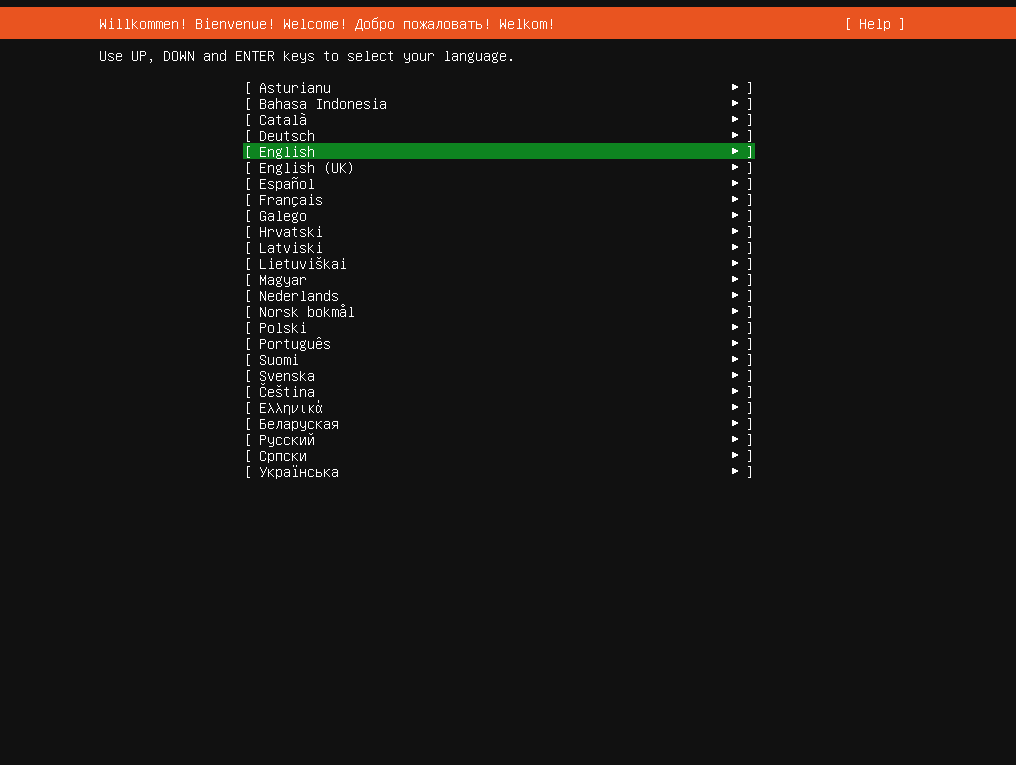 Willkommen! Bienvenue! Welcome! Добро пожаловать! Welkom! [ Help ]
Use UP, DOWN and ENTER keys to select your language.
[ Asturianu ► ]
[ Bahasa Indonesia ► ]
[ Català ► ]
[ Deutsch ► ]
[ English ► ]
[ English (UK) ► ]
[ Español ► ]
[ Français ► ]
[ Galego ► ]
[ Hrvatski ► ]
[ Latviski ► ]
[ Lietuviškai ► ]
[ Magyar ► ]
[ Nederlands ► ]
[ Norsk bokmål ► ]
[ Polski ► ]
[ Português ► ]
[ Suomi ► ]
[ Svenska ► ]
[ Čeština ► ]
[ Ελληνικά ► ]
[ Беларуская ► ]
[ Русский ► ]
[ Српски ► ]
[ Українська ► ]